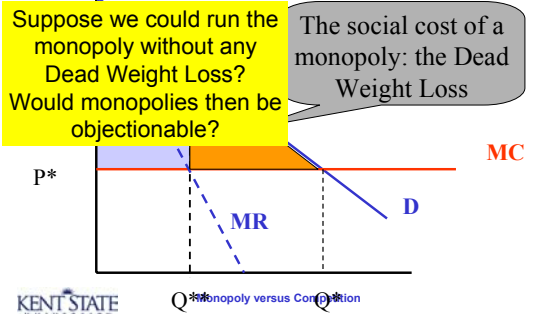 Suppose we could run the
monopoly without any
Dead Weight Loss?
Would monopolies then be
objectionable?
The social cost of a
monopoly: the Dead
Weight Loss
MC
P*
D
MR
Q**
Q*
Monopoly versus Competition
KENT STATE